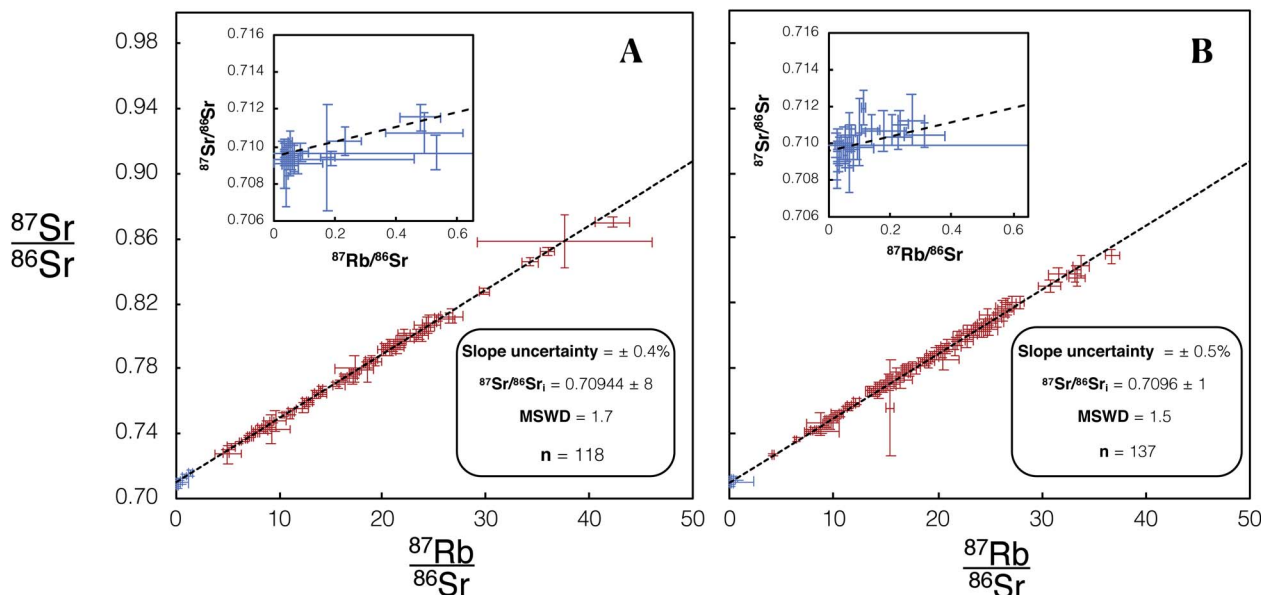 A
0.98
0.94
0.90
0.86
0.82
0.78
0.74
0.70
87Sr
86Sr
0 10 20 30 40 50
87Rb
86Sr
0.716
0.714
0.712
0.710
0.708
0.706
87Sr/86Sr
0 0.2 0.4 0.6
87Rb/86Sr
Slope uncertainty = ± 0.4%
87Sr/86Sri = 0.70944 ± 8
MSWD = 1.7
n = 118
B
0.716
0.714
0.712
0.710
0.708
0.706
87Sr/86Sr
0 0.2 0.4 0.6
87Rb/86Sr
Slope uncertainty = ± 0.5%
87Sr/86Sri = 0.7096 ± 1
MSWD = 1.5
n = 137
0 10 20 30 40 50
87Rb
86Sr